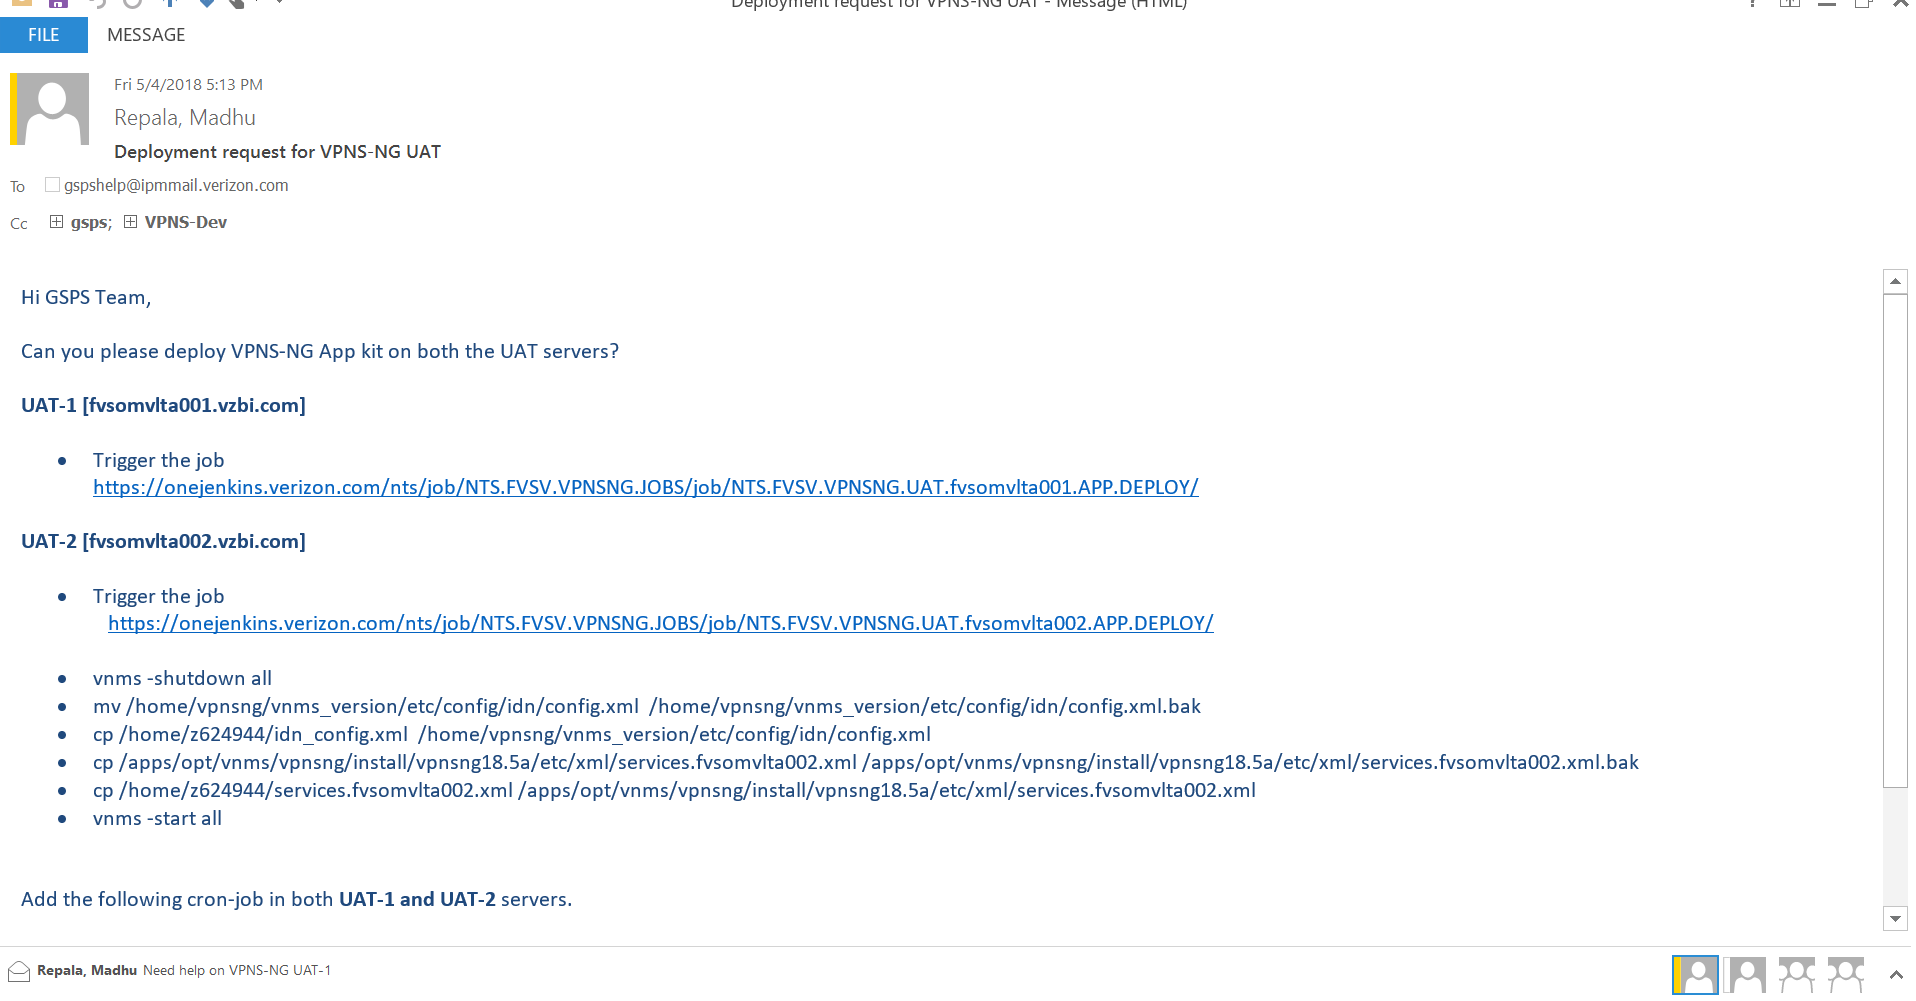 Deployment request for VPNS-NG UAT - Message (HTML)
?
FILE MESSAGE
Fri 5/4/2018 5:13 PM
Repala, Madhu
Deployment request for VPNS-NG UAT
To gspshelp@ipmmail.verizon.com
Cc gsps; VPNS-Dev
Hi GSPS Team,
Can you please deploy VPNS-NG App kit on both the UAT servers?
UAT-1 [fvsomvlta001.vzbi.com]
• Trigger the job
https://onejenkins.verizon.com/nts/job/NTS.FVSV.VPNSNG.JOBS/job/NTS.FVSV.VPNSNG.UAT.fvsomvlta001.APP.DEPLOY/
UAT-2 [fvsomvlta002.vzbi.com]
• Trigger the job
https://onejenkins.verizon.com/nts/job/NTS.FVSV.VPNSNG.JOBS/job/NTS.FVSV.VPNSNG.UAT.fvsomvlta002.APP.DEPLOY/
• vnms -shutdown all
• mv /home/vpnsng/vnms_version/etc/config/idn/config.xml /home/vpnsng/vnms_version/etc/config/idn/config.xml.bak
• cp /home/z624944/idn_config.xml /home/vpnsng/vnms_version/etc/config/idn/config.xml
• cp /apps/opt/vnms/vpnsng/install/vpnsng18.5a/etc/xml/services.fvsomvlta002.xml /apps/opt/vnms/vpnsng/install/vpnsng18.5a/etc/xml/services.fvsomvlta002.xml.bak
• cp /home/z624944/services.fvsomvlta002.xml /apps/opt/vnms/vpnsng/install/vpnsng18.5a/etc/xml/services.fvsomvlta002.xml
• vnms -start all
Add the following cron-job in both UAT-1 and UAT-2 servers.
Repala, Madhu Need help on VPNS-NG UAT-1